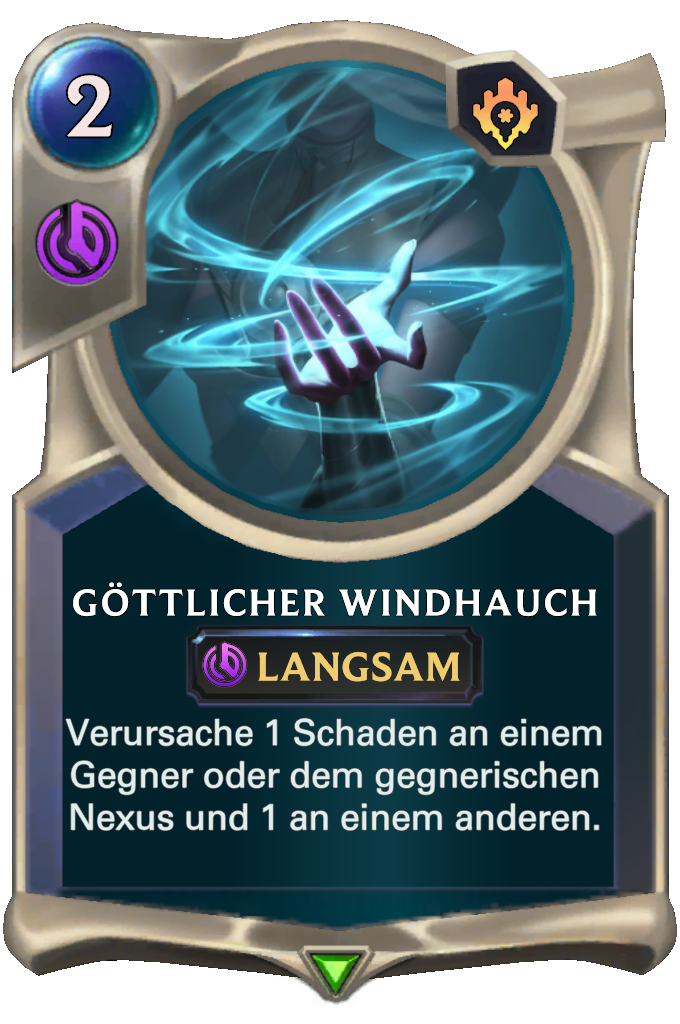 2
GÖTTLICHER WINDHAUCH
LANGSAM
Verursache 1 Schaden an einem
Gegner oder dem gegnerischen
Nexus und 1 an einem anderen.